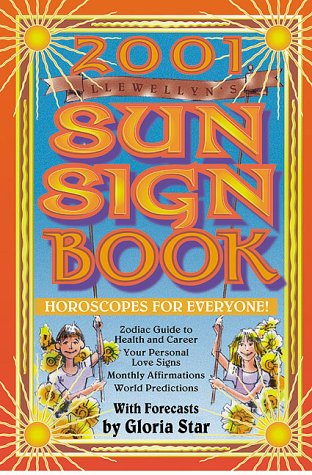 2001
LLEWELLYN'S
SUN
SIGN
BOOK
HOROSCOPES FOR EVERYONE!
Zodiac Guide to
Health and Career
Your Personal
Love Signs
Monthly Affirmations
World Predictions
With Forecasts
by Gloria Star